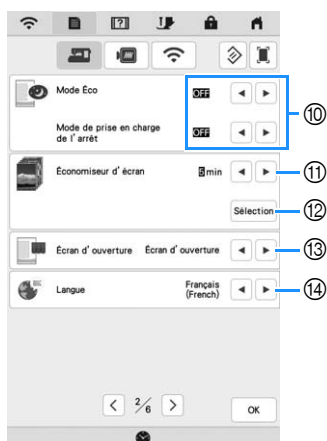 Mode Éco OFF
⑩
Mode de prise en charge
de l'arrêt OFF
Économiseur d'écran 5 min
⑪
Sélection
⑫
Écran d'ouverture Écran d'ouverture
⑬
Langue Français
(French)
⑭
2/6
OK